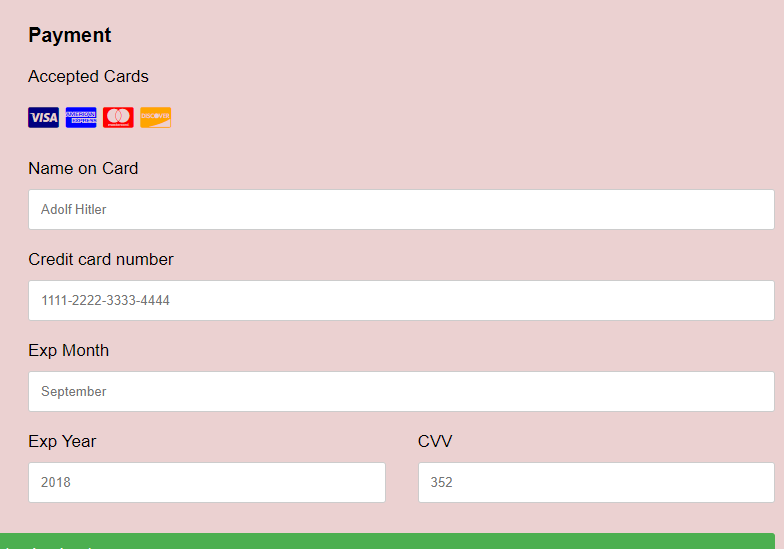 Payment
Accepted Cards
VISA AMERICAN EXPRESS DISCOVER
Name on Card
Adolf Hitler
Credit card number
1111-2222-3333-4444
Exp Month
September
Exp Year CVV
2018 352